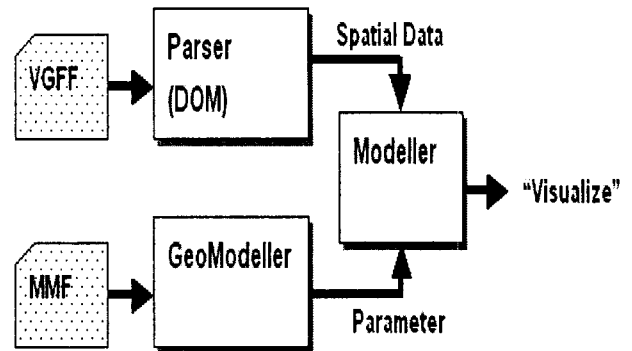 VGFF
Parser
(DOM)
Spatial Data
Modeller
“Visualize”
MMF
GeoModeller
Parameter